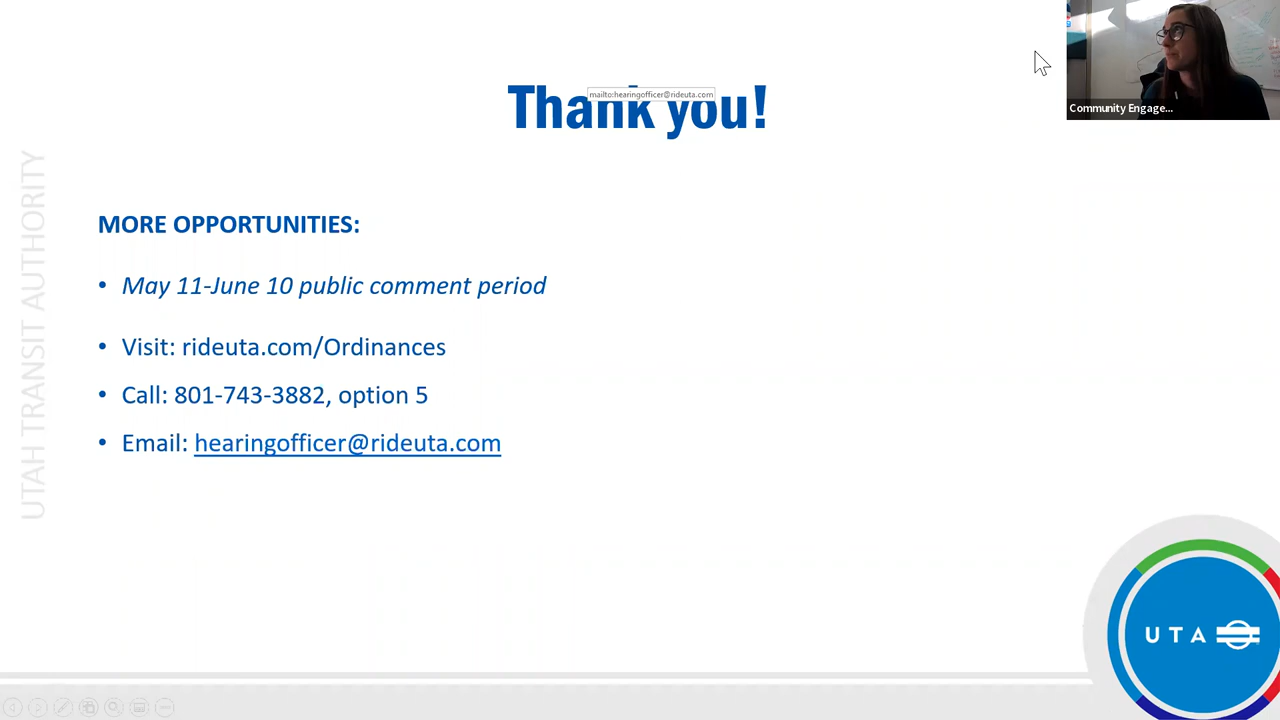 Thank you!
mailto:hearingofficer@rideuta.com
Community Engage...
UTAH TRANSIT AUTHORITY
MORE OPPORTUNITIES:
• May 11-June 10 public comment period
• Visit: rideuta.com/Ordinances
• Call: 801-743-3882, option 5
• Email: hearingofficer@rideuta.com
UTA